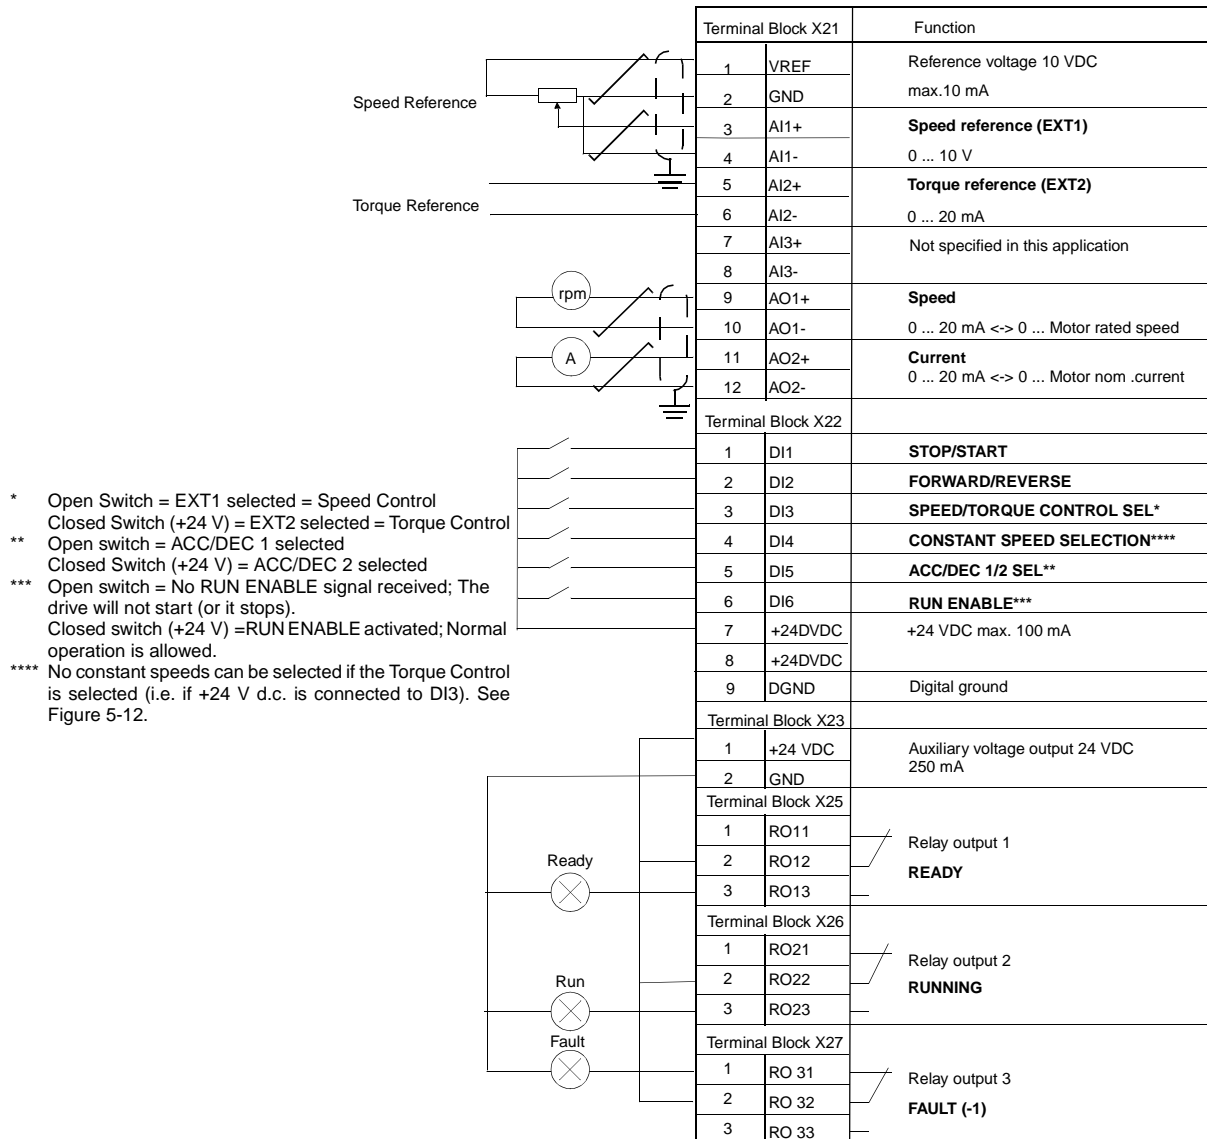 Terminal Block X21 Function
1 VREF Reference voltage 10 VDC
2 GND max.10 mA
Speed Reference
3 AI1+ Speed reference (EXT1)
4 AI1- 0 ... 10 V
5 AI2+ Torque reference (EXT2)
Torque Reference
6 AI2- 0 ... 20 mA
7 AI3+ Not specified in this application
8 AI3-
rpm
9 AO1+ Speed
10 AO1- 0 ... 20 mA <-> 0 ... Motor rated speed
A
11 AO2+ Current
12 AO2- 0 ... 20 mA <-> 0 ... Motor nom .current
Terminal Block X22
1 DI1 STOP/START
2 DI2 FORWARD/REVERSE
3 DI3 SPEED/TORQUE CONTROL SEL*
4 DI4 CONSTANT SPEED SELECTION****
5 DI5 ACC/DEC 1/2 SEL**
6 DI6 RUN ENABLE***
7 +24DVDC +24 VDC max. 100 mA
8 +24DVDC
9 DGND Digital ground
* Open Switch = EXT1 selected = Speed Control
Closed Switch (+24 V) = EXT2 selected = Torque Control
** Open switch = ACC/DEC 1 selected
Closed Switch (+24 V) = ACC/DEC 2 selected
*** Open switch = No RUN ENABLE signal received; The
drive will not start (or it stops).
Closed switch (+24 V) =RUN ENABLE activated; Normal
operation is allowed.
**** No constant speeds can be selected if the Torque Control
is selected (i.e. if +24 V d.c. is connected to DI3). See
Figure 5-12.
Terminal Block X23
1 +24 VDC Auxiliary voltage output 24 VDC
2 GND 250 mA
Terminal Block X25
1 RO11 Relay output 1
Ready
2 RO12 READY
3 RO13
Terminal Block X26
1 RO21 Relay output 2
Run
2 RO22 RUNNING
3 RO23
Fault
Terminal Block X27
1 RO 31 Relay output 3
2 RO 32 FAULT (-1)
3 RO 33